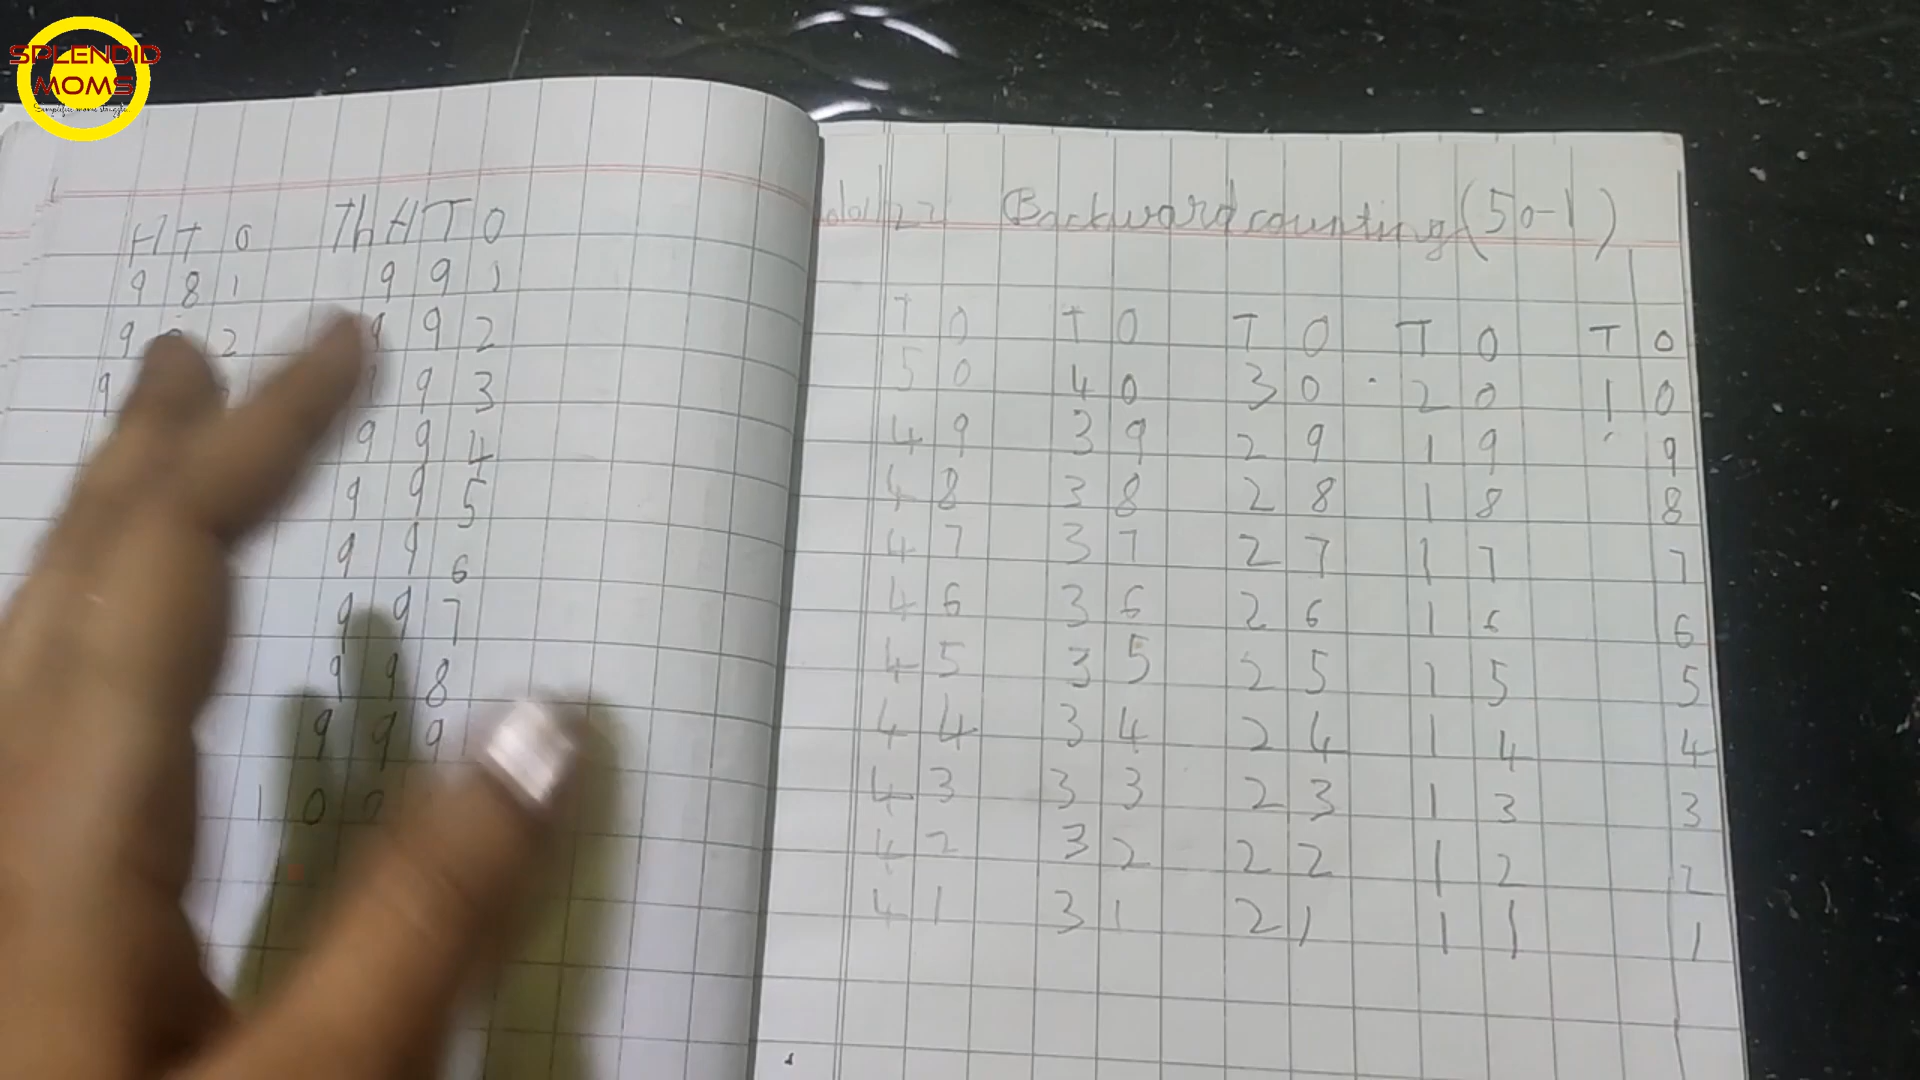 SPLENDID
MOMS
H T O Th H T O
9 8 1 9 9 1
9 2 9 9 2
9 9 9 3
9 9 4
9 9 5
9 9 6
9 9 7
9 9 8
9 9 9
1 0
Backward counting (50-1)
T O T O T O T O T O
5 0 4 0 3 0 2 0 1 0
4 9 3 9 2 9 1 9 9
4 8 3 8 2 8 1 8 8
4 7 3 7 2 7 1 7 7
4 6 3 6 2 6 1 6 6
4 5 3 5 2 5 1 5 5
4 4 3 4 2 4 1 4 4
4 3 3 3 2 3 1 3 3
4 2 3 2 2 2 1 2 2
4 1 3 1 2 1 1 1 1